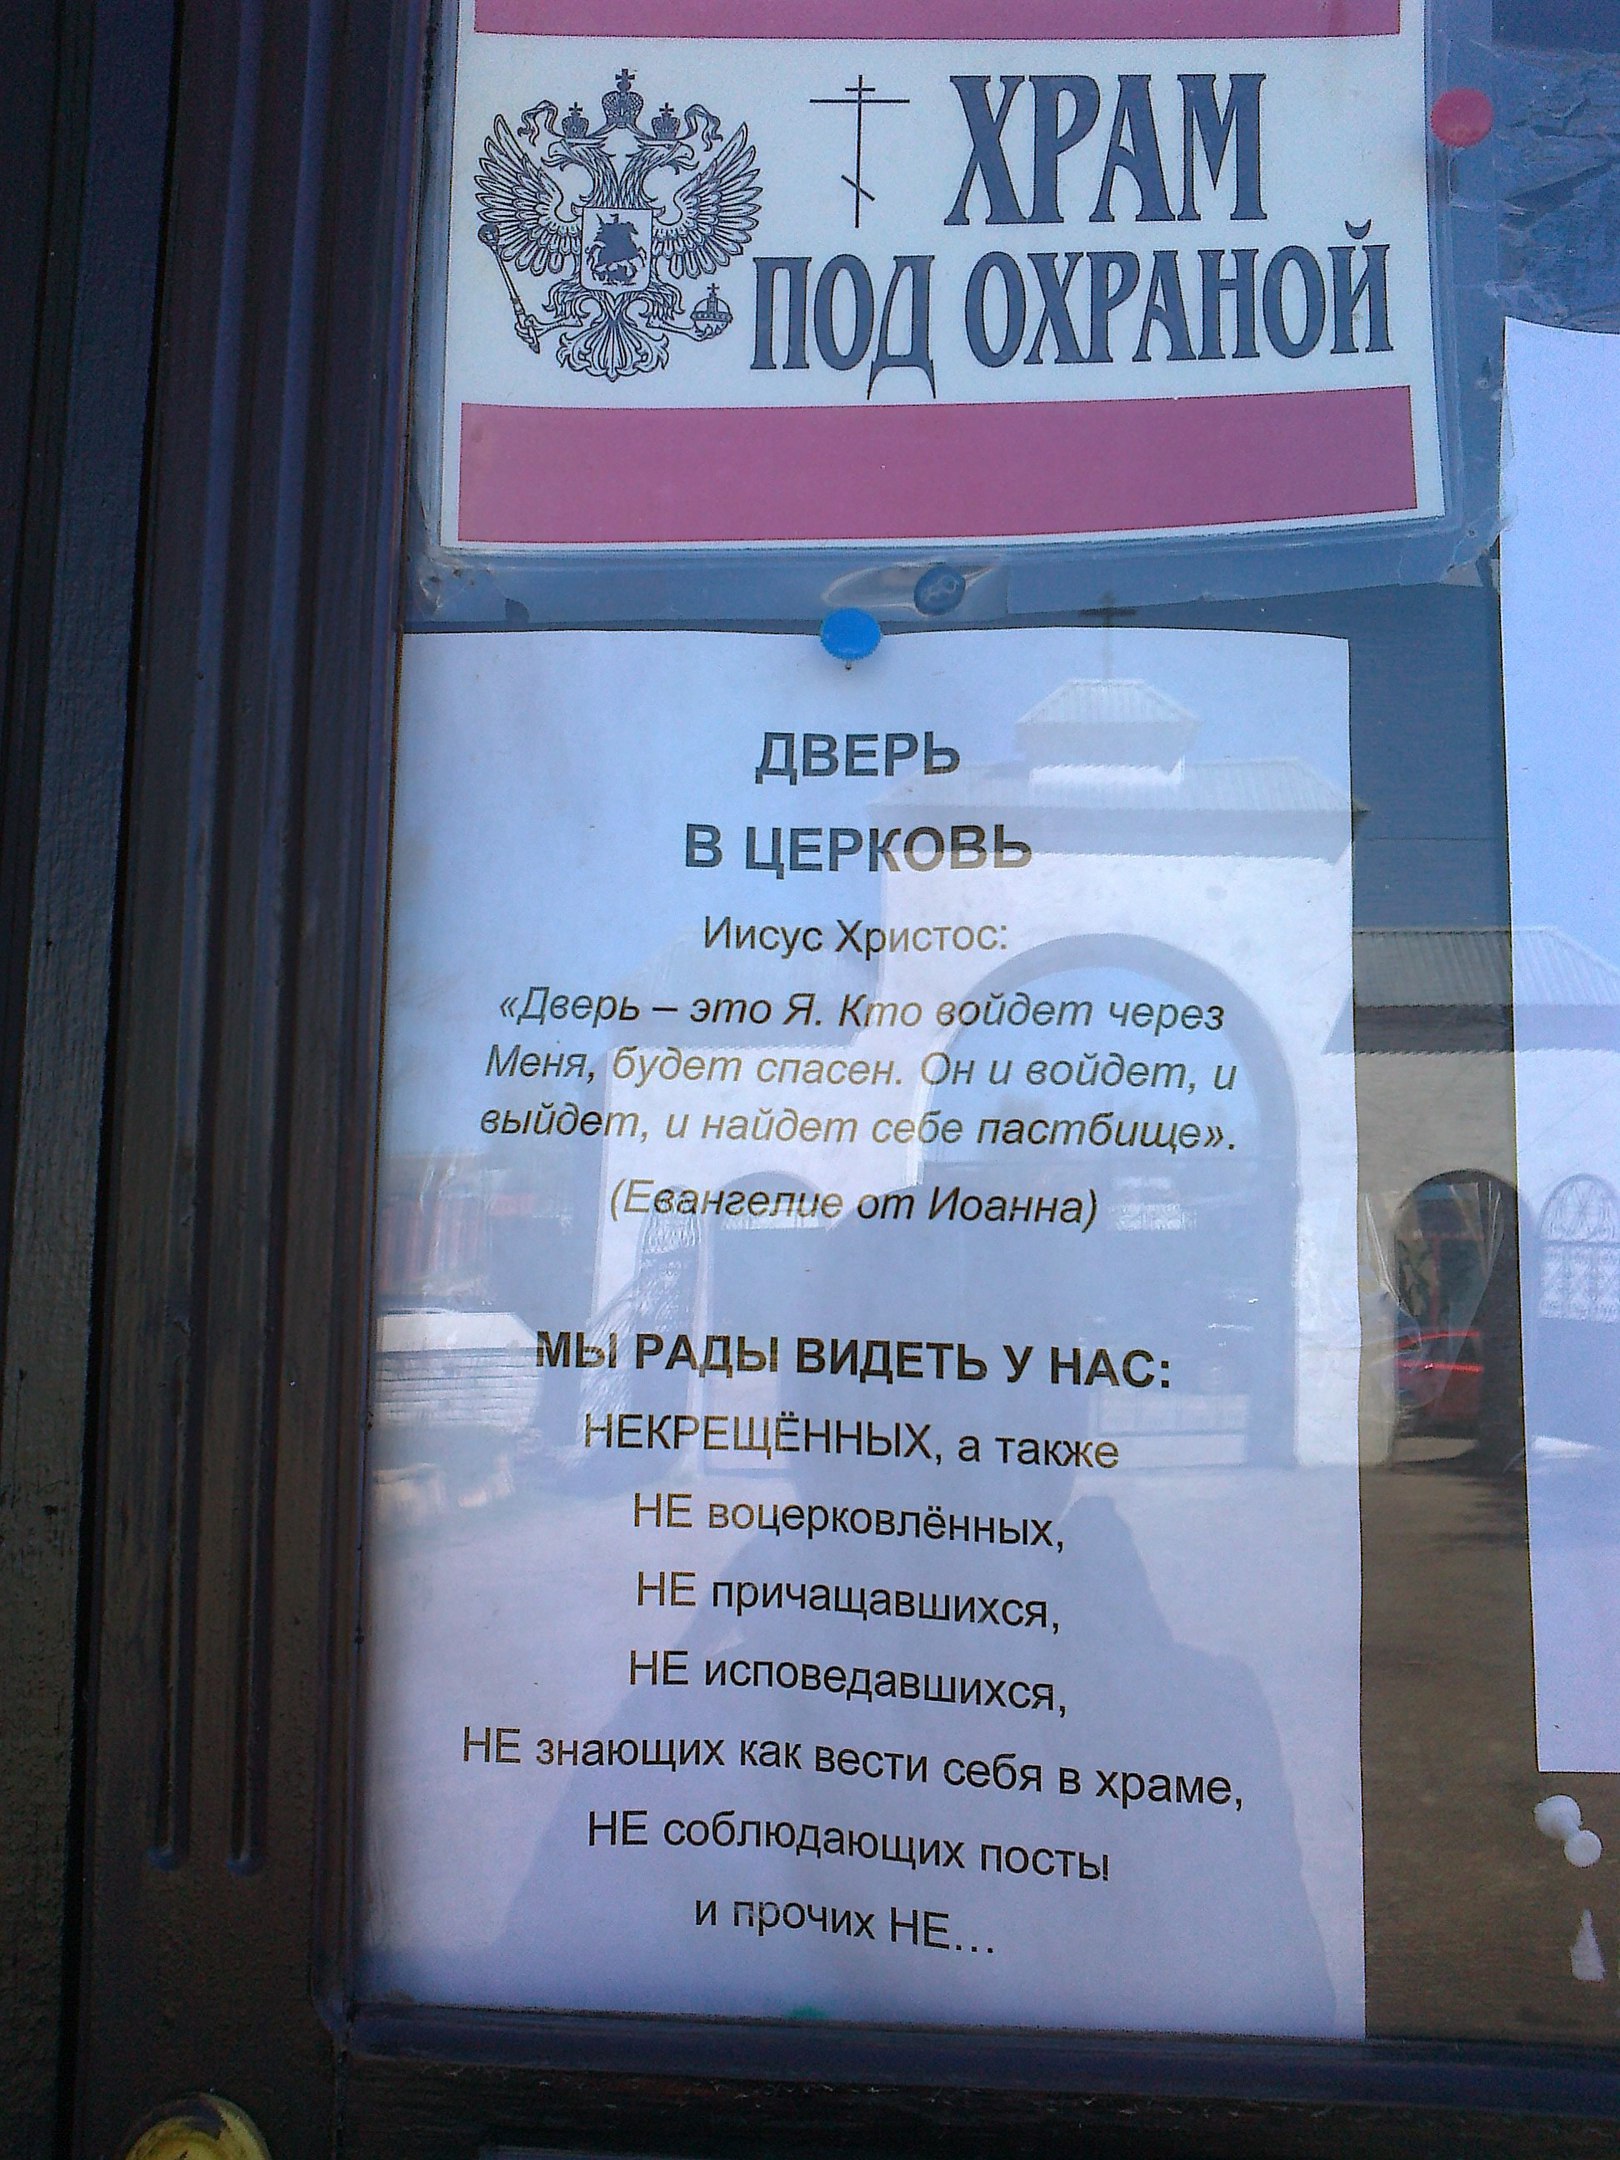 ХРАМ
ПОД ОХРАНОЙ
ДВЕРЬ
В ЦЕРКОВЬ
Иисус Христос:
«Дверь – это Я. Кто войдет через
Меня, будет спасен. Он и войдет, и
выйдет, и найдет себе пастбище».
(Евангелие от Иоанна)
МЫ РАДЫ ВИДЕТЬ У НАС:
НЕКРЕЩЁННЫХ, а также
НЕ воцерковлённых,
НЕ причащавшихся,
НЕ исповедавшихся,
НЕ знающих как вести себя в храме,
НЕ соблюдающих посты
и прочих НЕ...